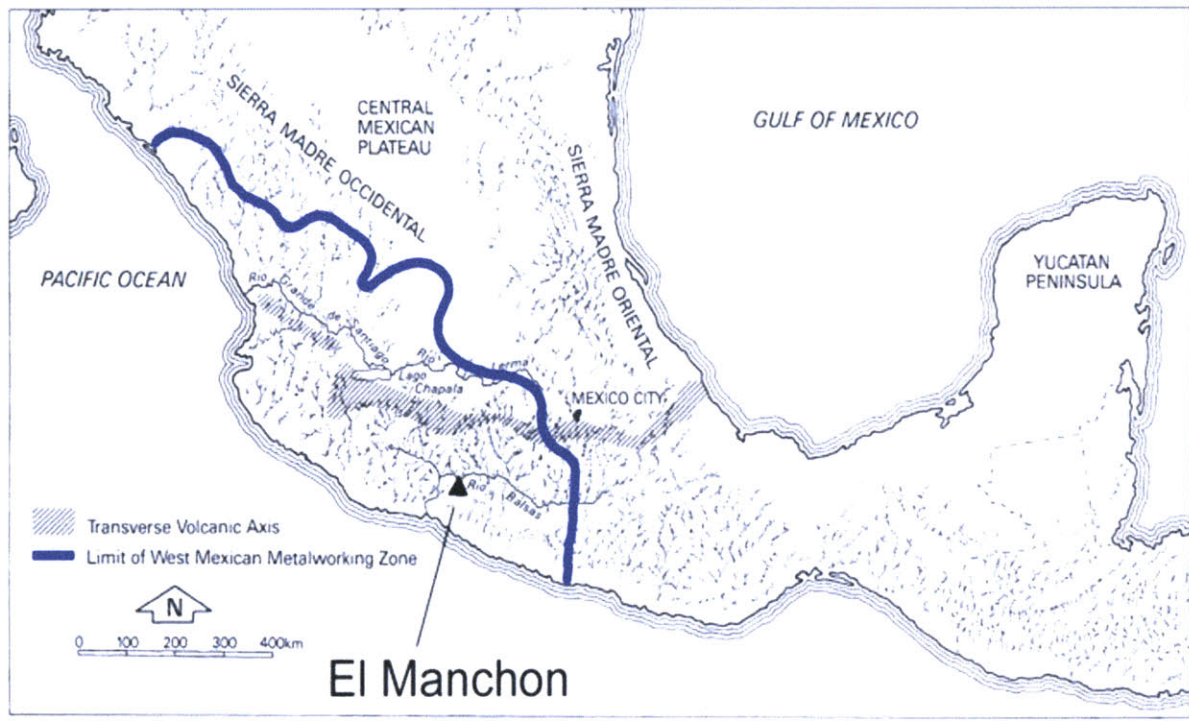 SIERRA MADRE OCCIDENTAL
CENTRAL
MEXICAN
PLATEAU
SIERRA MADRE ORIENTAL
GULF OF MEXICO
PACIFIC OCEAN
YUCATAN
PENINSULA
Rio Grande de Santiago
Rio Lerma
Lago
Chapala
MEXICO CITY
Rio Balsas
Transverse Volcanic Axis
Limit of West Mexican Metalworking Zone
N
0 100 200 300 400km
El Manchon